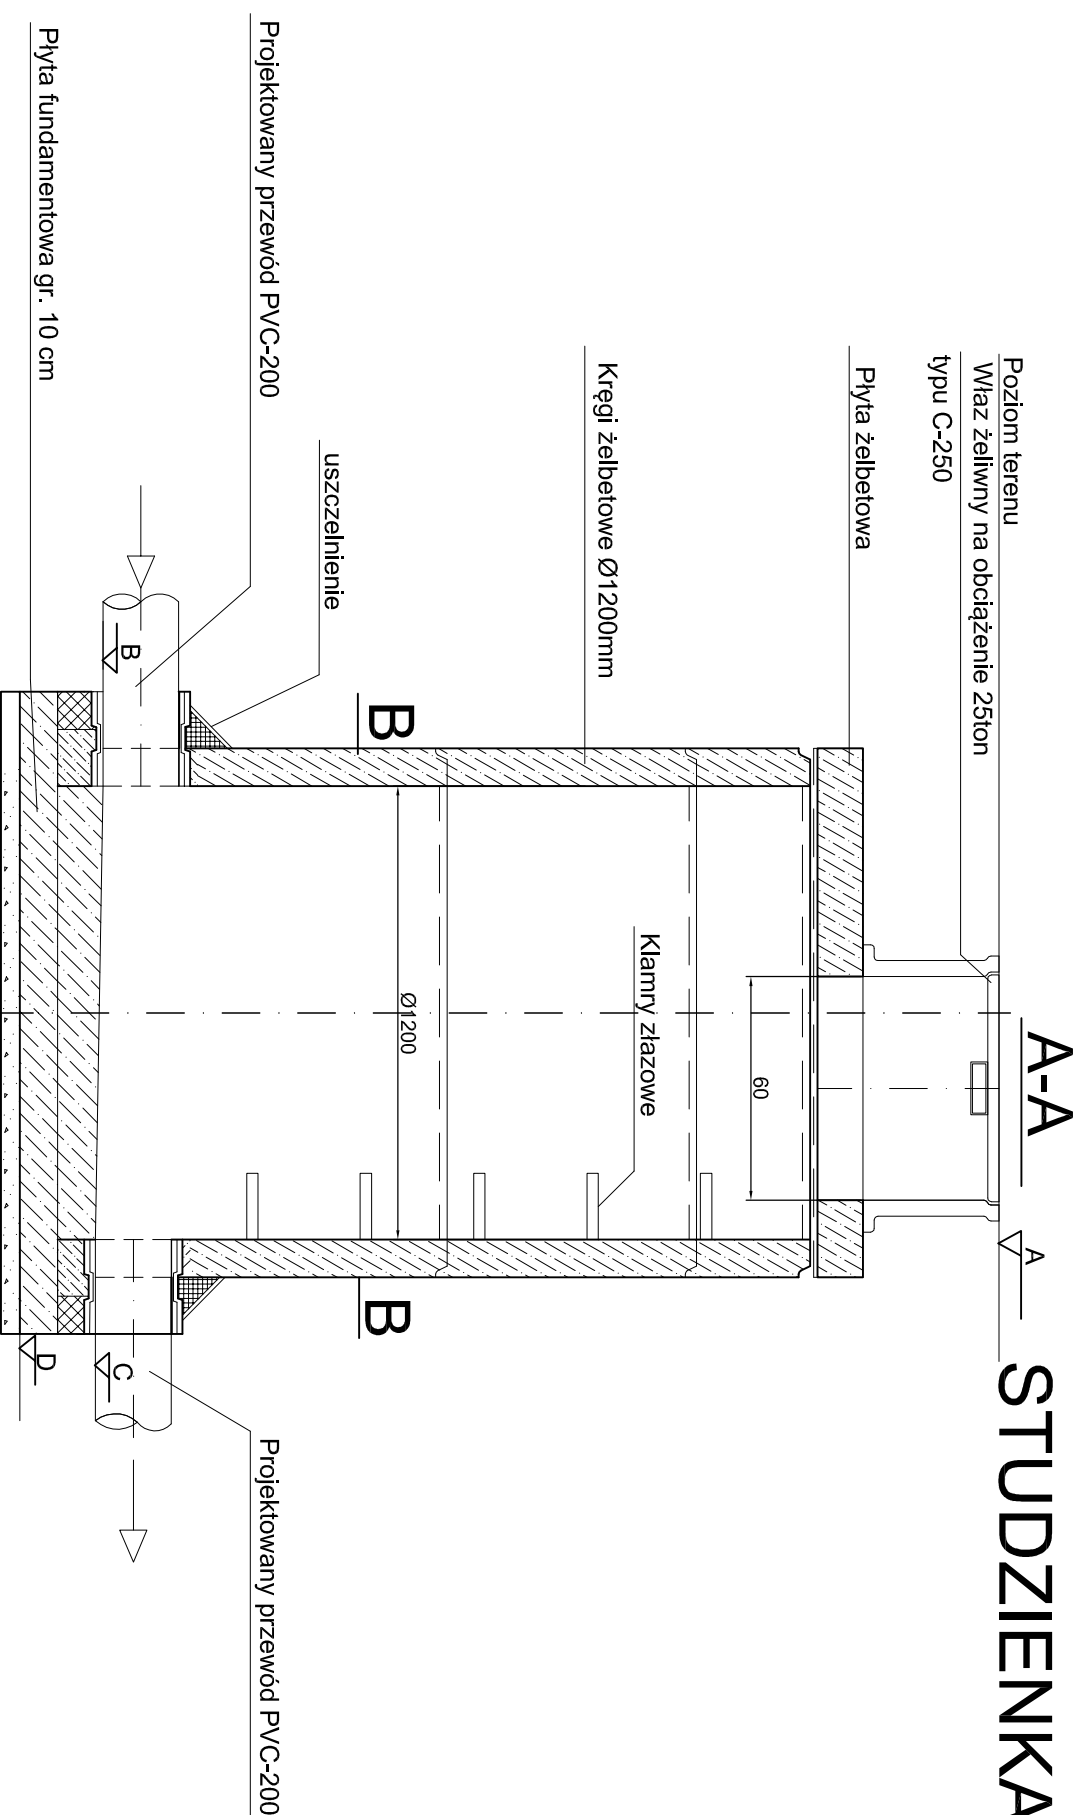 A-A
STUDZIENKA
Poziom terenu
Właz żeliwny na obciążenie 25ton
typu C-250
A
Płyta żelbetowa
60
Klamry złazowe
Kręgi żelbetowe Ø1200mm
Ø1200
B
B
uszczelnienie
Projektowany przewód PVC-200
Projektowany przewód PVC-200
B
C
D
Płyta fundamentowa gr. 10 cm